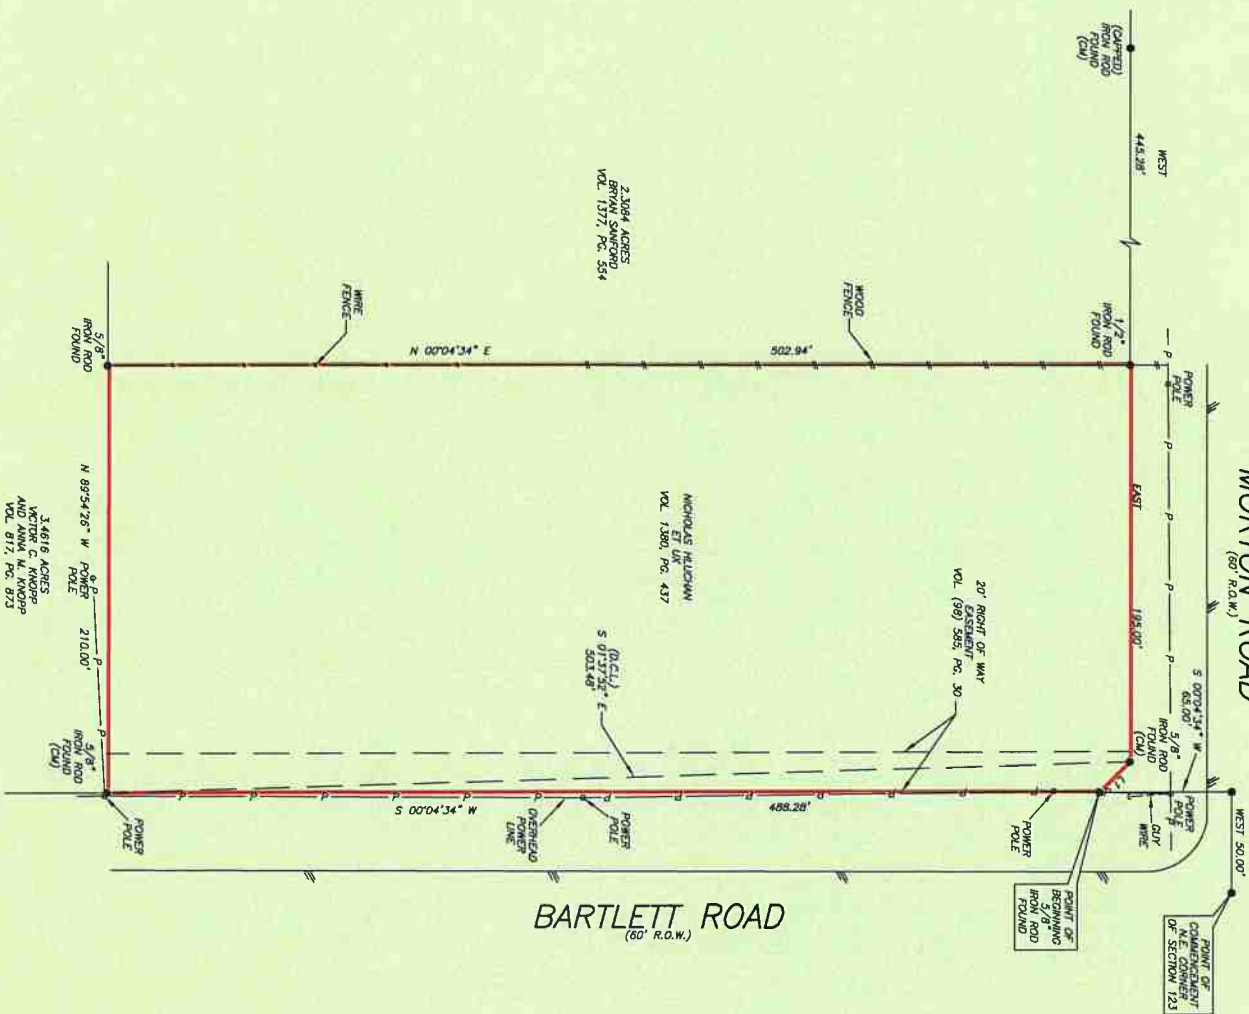 MORTON ROAD
(60' R.O.W.)
WEST 50.00'
POINT OF
COMMENCEMENT
N.E. CORNER
OF SECTION 123
S 00°04'34" W
65.00'
WEST
445.28'
(CAPPED)
IRON ROD
FOUND
(CM)
1/2"
IRON ROD
FOUND
POWER
POLE
EAST
195.00'
5/8"
IRON ROD
FOUND
(CM)
POWER
POLE
GUY
WIRE
POINT OF
BEGINNING
5/8"
IRON ROD
FOUND
POWER
POLE
20' RIGHT OF WAY
EASEMENT
VOL. (98) 585, PG. 30
WOOD
FENCE
502.94'
N 00°04'34" E
WIRE
FENCE
2.3084 ACRES
BRYAN SANFORD
VOL. 1377, PG. 554
NICHOLAS HLUCHAN
ET UX
VOL. 1380, PG. 437
(D.C.L.)
S 01°37'52" E
503.48'
488.28'
S 00°04'34" W
POWER
POLE
OVERHEAD
POWER
LINE
BARTLETT ROAD
(60' R.O.W.)
5/8"
IRON ROD
FOUND
N 89°54'26" W
POWER
POLE
210.00'
5/8"
IRON ROD
FOUND
(CM)
POWER
POLE
3.4616 ACRES
VICTOR C. KNOPP
AND ANNA M. KNOPP
VOL. 817, PG. 873